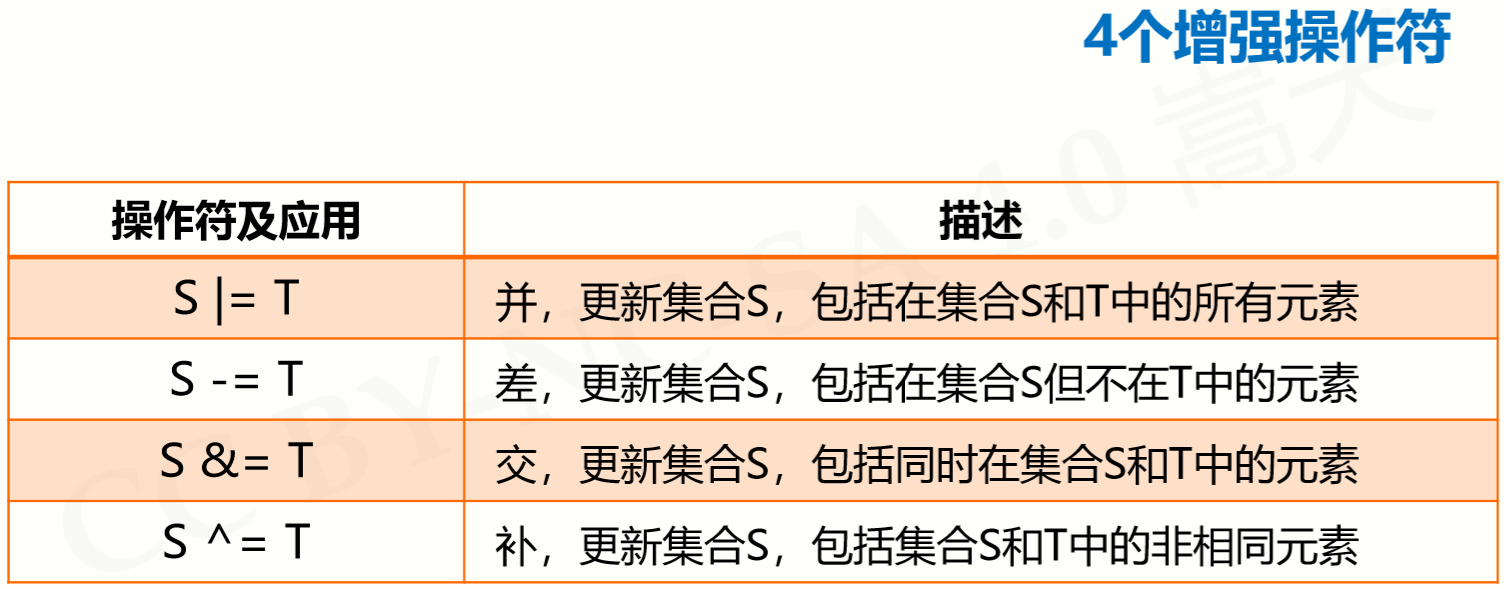 4个增强操作符
操作符及应用 描述
S |= T 并，更新集合S，包括在集合S和T中的所有元素
S -= T 差，更新集合S，包括在集合S但不在T中的元素
S &= T 交，更新集合S，包括同时在集合S和T中的元素
S ^= T 补，更新集合S，包括集合S和T中的非相同元素
CC BY-NC-SA 4.0 嵩天